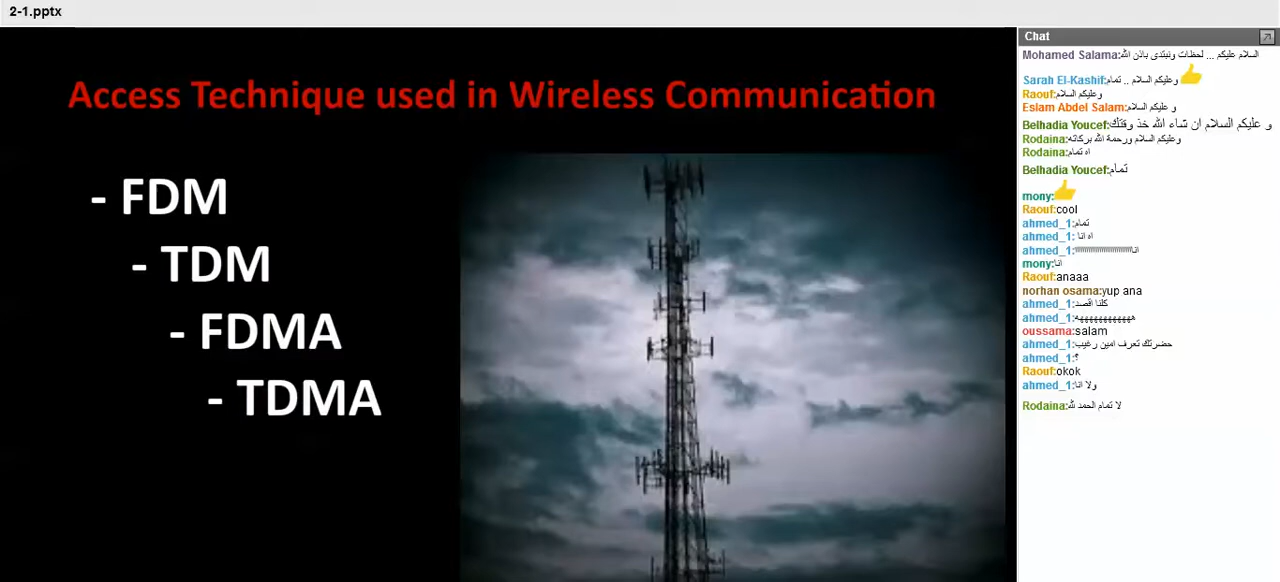 2-1.pptx
Access Technique used in Wireless Communication
- FDM
- TDM
- FDMA
- TDMA
Chat
Mohamed Salama:السلام عليكم ... لحظات ونبتدى باذن الله
Sarah El-Kashif:وعليكم السلام .. تمام
Raouf:وعليكم السلام
Eslam Abdel Salam:و عليكم السلام
Belhadia Youcef:و عليكم السلام ان شاء الله خذ وقتك
Rodaina:وعليكم السلام ورحمة الله بركاته
Rodaina:اه تمام
Belhadia Youcef:تمام
mony:
Raouf:cool
ahmed_1:تمام
ahmed_1: اه انا
ahmed_1:
mony:انا
Raouf:anaaa
norhan osama:yup ana
ahmed_1:كلنا اقصد
ahmed_1:
oussama:salam
ahmed_1:حضرتك تعرف امين رغيب
ahmed_1:؟
Raouf:okok
ahmed_1:ولا انا
Rodaina:لا تمام الحمد لله